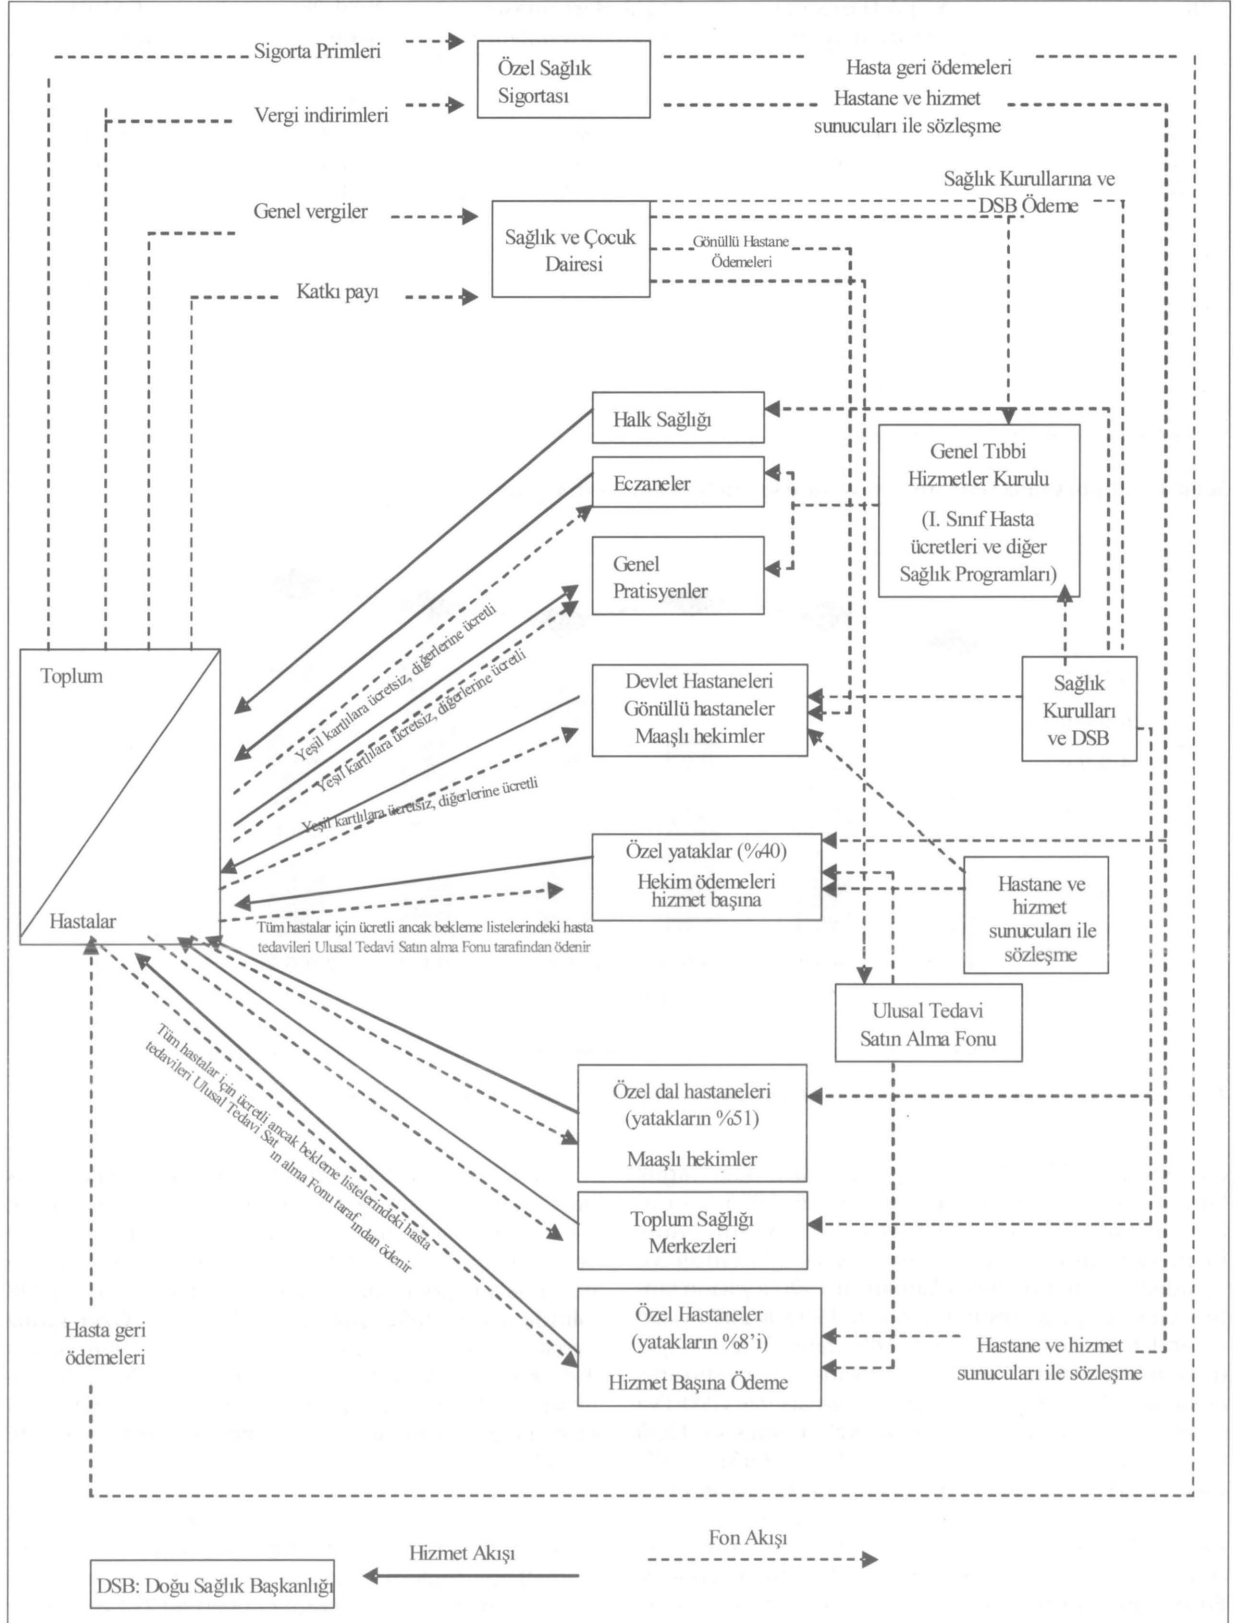 Sigorta Primleri
Özel Sağlık
Sigortası
Hasta geri ödemeleri
Vergi indirimleri
Hastane ve hizmet
sunucuları ile sözleşme
Sağlık Kurullarına ve
DSB Ödeme
Genel vergiler
Sağlık ve Çocuk
Dairesi
Gönüllü Hastane
Ödemeleri
Katkı payı
Halk Sağlığı
Eczaneler
Genel
Pratisyenler
Genel Tıbbi
Hizmetler Kurulu
(I. Sınıf Hasta
ücretleri ve diğer
Sağlık Programları)
Yeşil kartlılara ücretsiz, diğerlerine ücretli
Yeşil kartlılara ücretsiz, diğerlerine ücretli
Yeşil kartlılara ücretsiz, diğerlerine ücretli
Toplum
Hastalar
Devlet Hastaneleri
Gönüllü hastaneler
Maaşlı hekimler
Sağlık
Kurulları
ve DSB
Özel yataklar (%40)
Hekim ödemeleri
hizmet başına
Hastane ve
hizmet
sunucuları ile
sözleşme
Tüm hastalar için ücretli ancak bekleme listelerindeki hasta
tedavileri Ulusal Tedavi Satın alma Fonu tarafından ödenir
Ulusal Tedavi
Satın Alma Fonu
Tüm hastalar için ücretli ancak bekleme listelerindeki hasta
tedavileri Ulusal Tedavi Satın alma Fonu tarafından ödenir
Özel dal hastaneleri
(yatakların %51)
Maaşlı hekimler
Toplum Sağlığı
Merkezleri
Özel Hastaneler
(yatakların %8'i)
Hizmet Başına Ödeme
Hastane ve hizmet
sunucuları ile sözleşme
Hasta geri
ödemeleri
Hizmet Akışı
Fon Akışı
DSB: Doğu Sağlık Başkanlığı